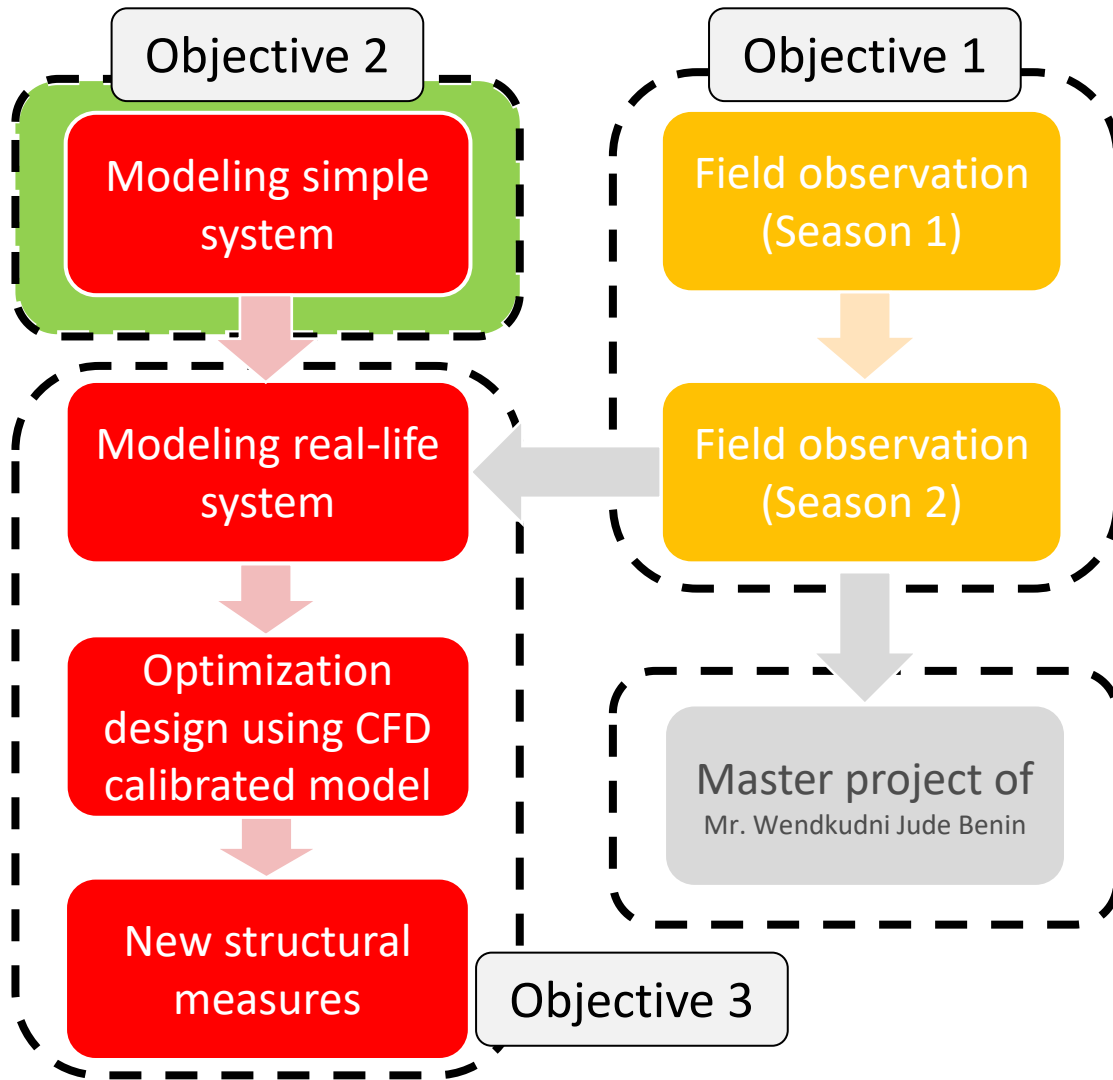 Objective 2
Modeling simple
system
Modeling real-life
system
Optimization
design using CFD
calibrated model
New structural
measures
Objective 3
Objective 1
Field observation
(Season 1)
Field observation
(Season 2)
Master project of
Mr. Wendkudni Jude Benin